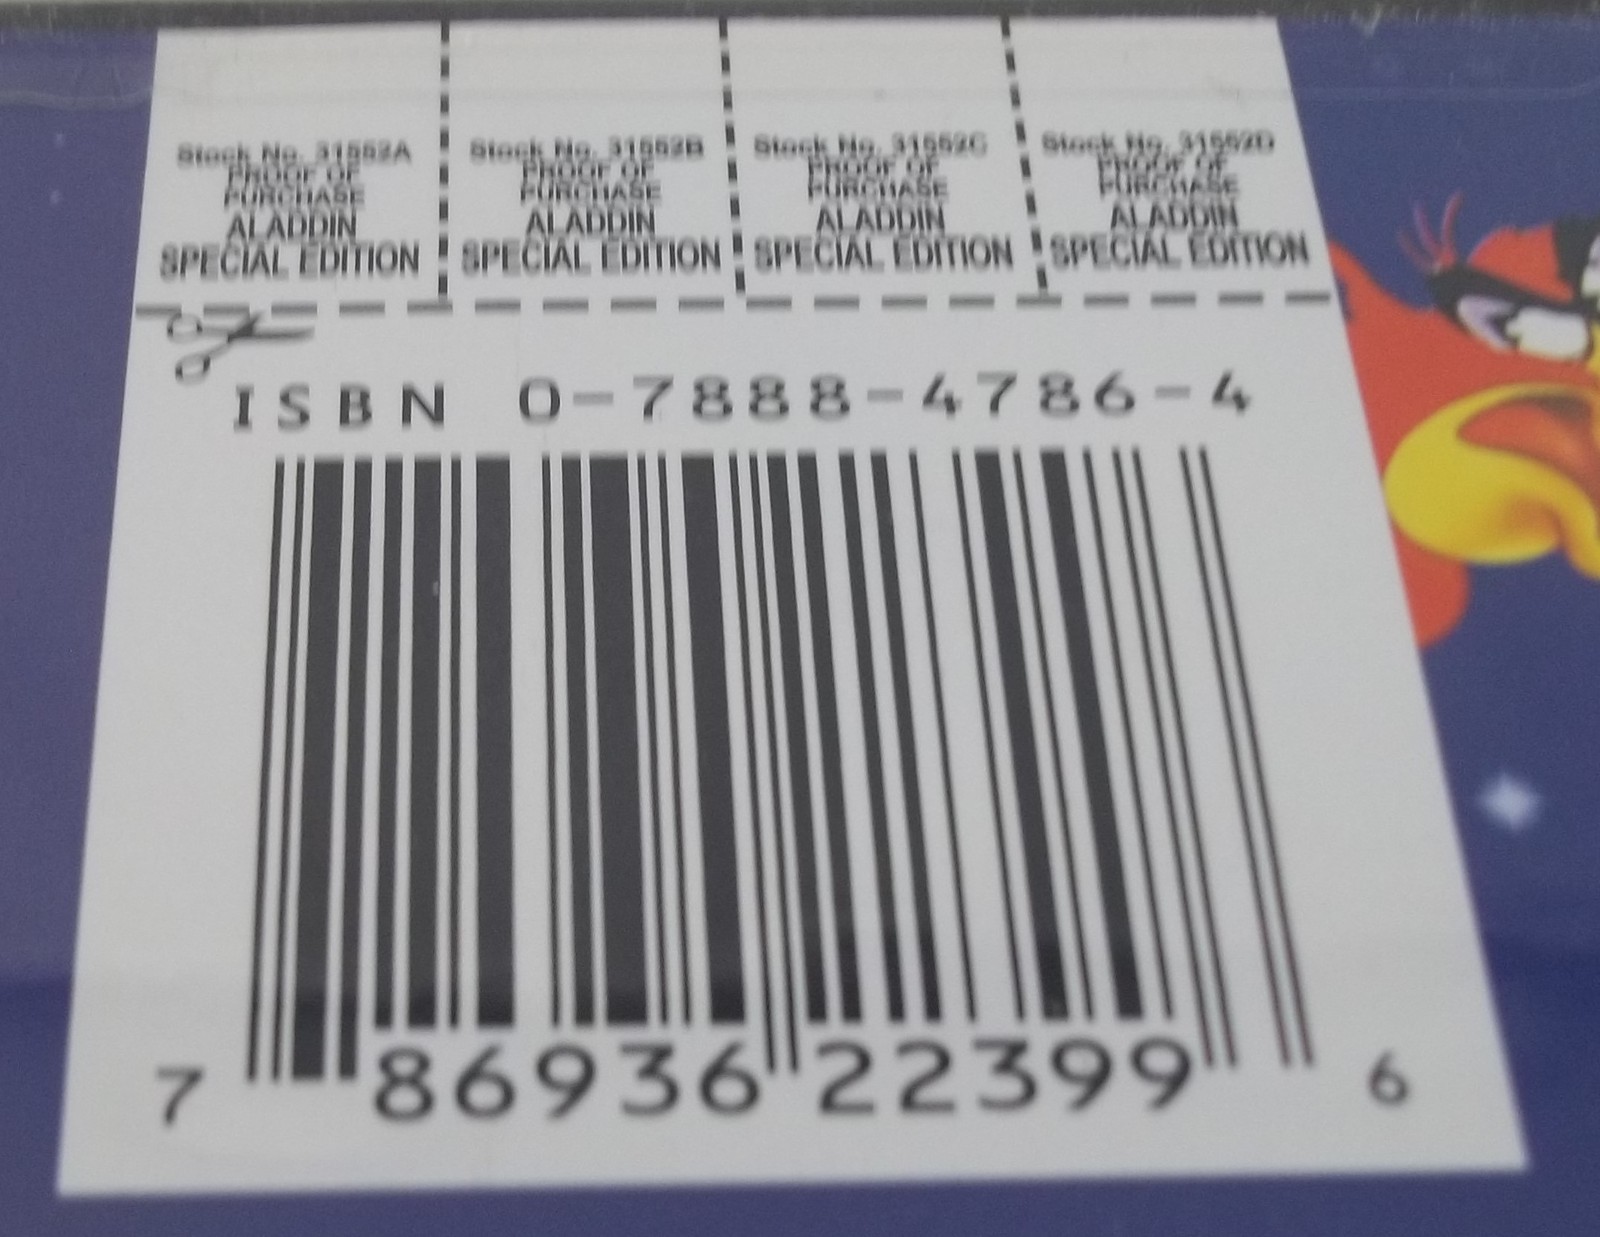 Stock No. 31552A
PROOF OF
PURCHASE
ALADDIN
SPECIAL EDITION
Stock No. 31552B
PROOF OF
PURCHASE
ALADDIN
SPECIAL EDITION
Stock No. 31552C
PROOF OF
PURCHASE
ALADDIN
SPECIAL EDITION
Stock No. 31552D
PROOF OF
PURCHASE
ALADDIN
SPECIAL EDITION
ISBN 0-7888-4786-4
7 86936 22399 6